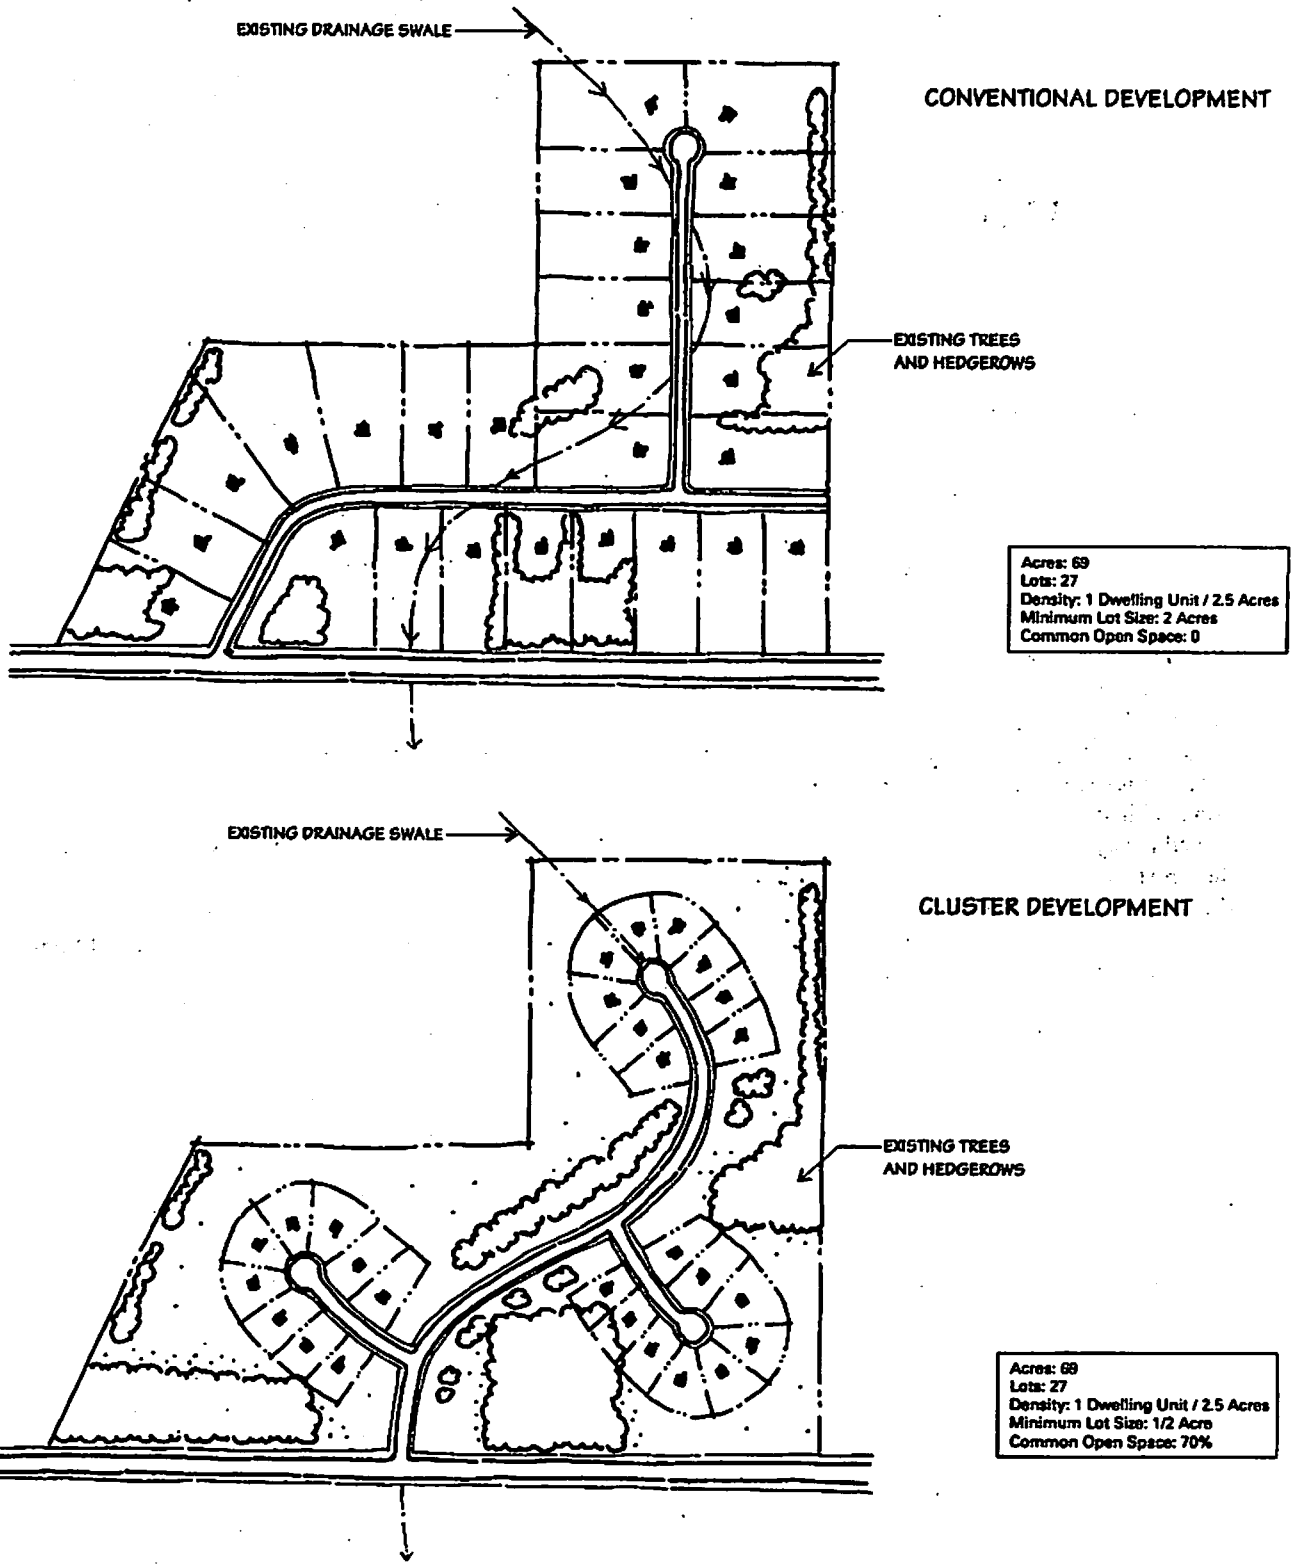 EXISTING DRAINAGE SWALE
CONVENTIONAL DEVELOPMENT
EXISTING TREES
AND HEDGEROWS
Acres: 69
Lots: 27
Density: 1 Dwelling Unit / 2.5 Acres
Minimum Lot Size: 2 Acres
Common Open Space: 0
EXISTING DRAINAGE SWALE
CLUSTER DEVELOPMENT
EXISTING TREES
AND HEDGEROWS
Acres: 69
Lots: 27
Density: 1 Dwelling Unit / 2.5 Acres
Minimum Lot Size: 1/2 Acre
Common Open Space: 70%